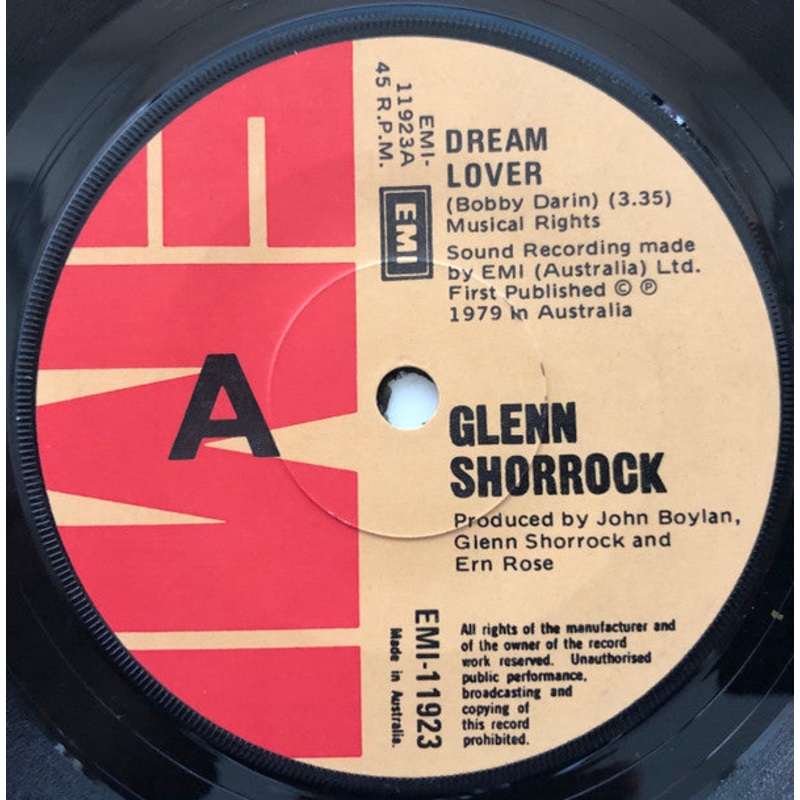 EMI
A
EMI-
11923A
45 R.P.M.
EMI
DREAM
LOVER
(Bobby Darin) (3.35)
Musical Rights
Sound Recording made
by EMI (Australia) Ltd.
First Published © ℗
1979 in Australia
GLENN
SHORROCK
Produced by John Boylan,
Glenn Shorrock and
Ern Rose
EMI-11923
Made in Australia.
All rights of the manufacturer and
of the owner of the record
work reserved. Unauthorised
public performance,
broadcasting and
copying of
this record
prohibited.